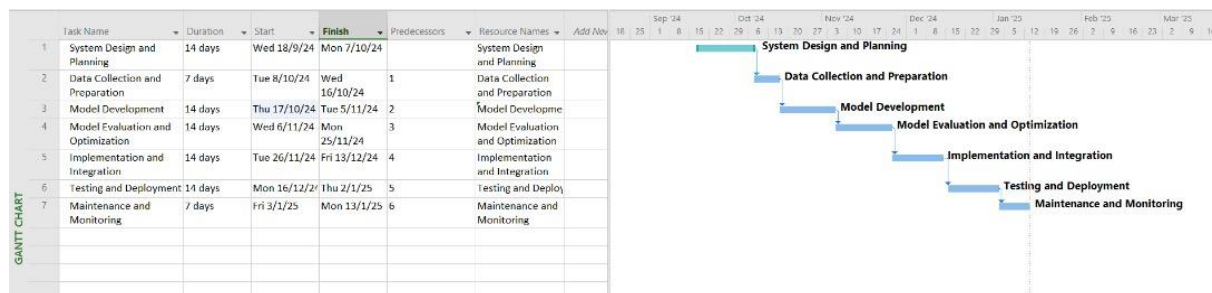 Task Name Duration Start Finish Predecessors Resource Names Add New
1 System Design and Planning 14 days Wed 18/9/24 Mon 7/10/24 System Design and Planning
2 Data Collection and Preparation 7 days Tue 8/10/24 Wed 16/10/24 1 Data Collection and Preparation
3 Model Development 14 days Thu 17/10/24 Tue 5/11/24 2 Model Developme
4 Model Evaluation and Optimization 14 days Wed 6/11/24 Mon 25/11/24 3 Model Evaluation and Optimization
5 Implementation and Integration 14 days Tue 26/11/24 Fri 13/12/24 4 Implementation and Integration
6 Testing and Deployment 14 days Mon 16/12/2 Thu 2/1/25 5 Testing and Deploy
7 Maintenance and Monitoring 7 days Fri 3/1/25 Mon 13/1/25 6 Maintenance and Monitoring
GANTT CHART
Sep '24 Oct '24 Nov '24 Dec '24 Jan '25 Feb '25 Mar '25
18 25 1 8 15 22 29 6 13 20 27 3 10 17 24 1 8 15 22 29 5 12 19 26 2 9 16 23 2 9
System Design and Planning
Data Collection and Preparation
Model Development
Model Evaluation and Optimization
Implementation and Integration
Testing and Deployment
Maintenance and Monitoring